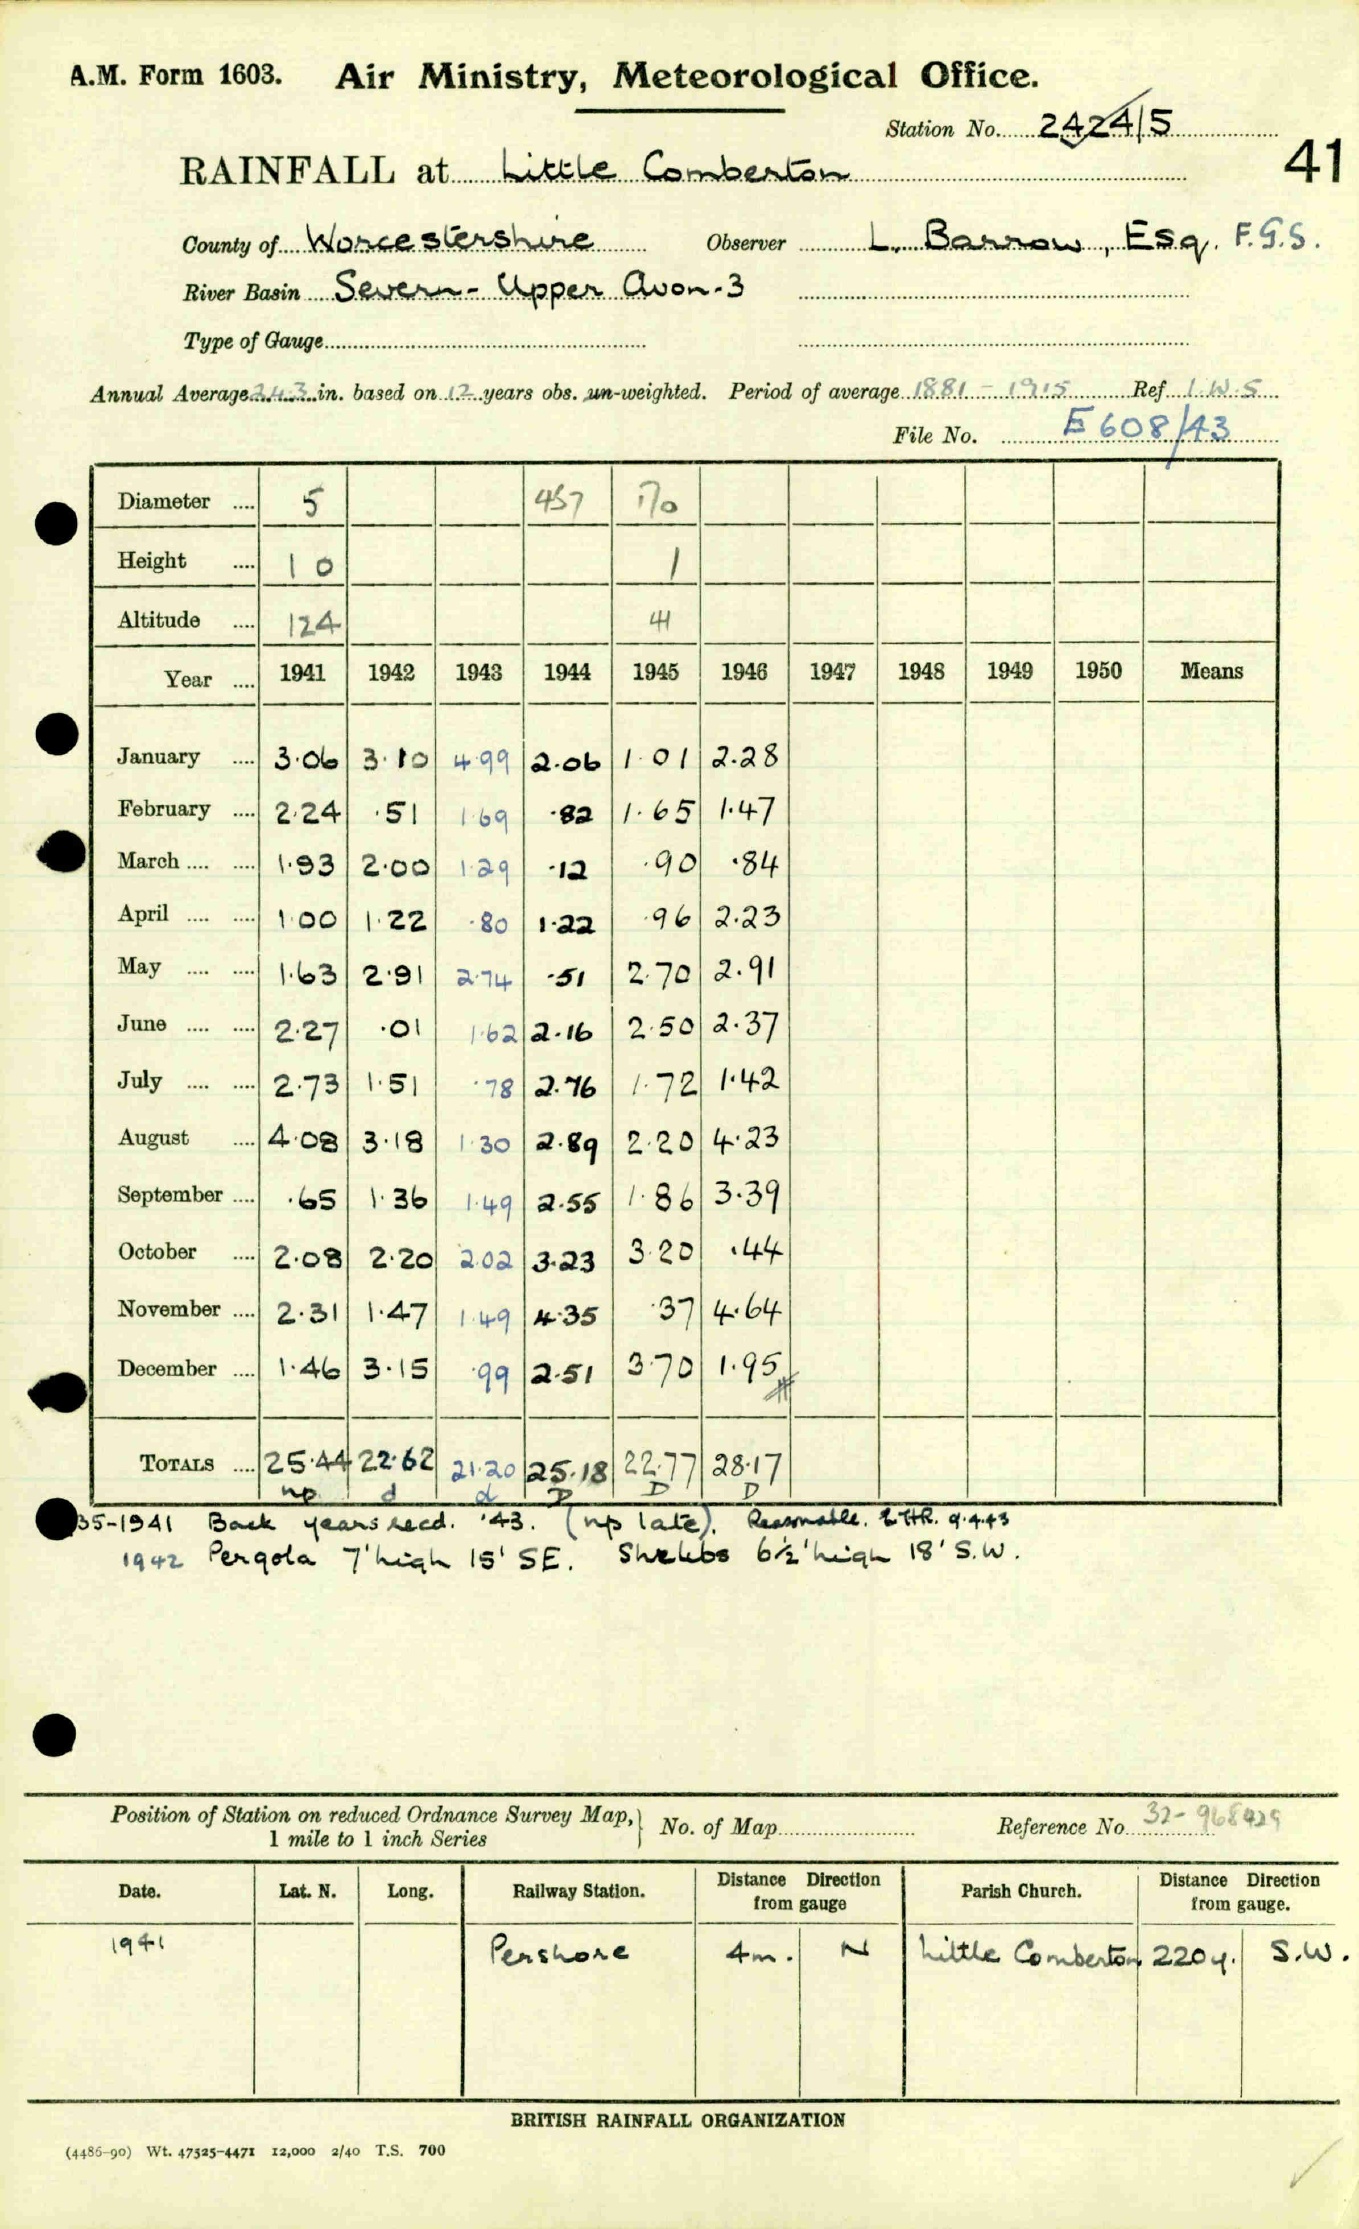 A.M. Form 1603. Air Ministry, Meteorological Office.
Station No. 2424/5
41
RAINFALL at Little Comberton
County of Worcestershire Observer L. Barrow, Esq. F.G.S.
River Basin Severn - Upper Avon - 3
Type of Gauge
Annual Average 24.3 in. based on 12 years obs. un-weighted. Period of average 1881 - 1915 Ref. I.W.S
File No. E608/43
Diameter .... 5 457
Height .... 1 0 1
Altitude .... 124
Year .... 1941 1942 1943 1944 1945 1946 1947 1948 1949 1950 Means
January .... 3.06 3.10 4.99 2.06 1.01 2.28
February .... 2.24 .51 1.69 .82 1.65 1.47
March .... .... 1.93 2.00 1.29 .12 .90 .84
April .... .... 1.00 1.22 .80 1.22 .96 2.23
May .... .... 1.63 2.91 2.74 .51 2.70 2.91
June .... .... 2.27 .01 1.62 2.16 2.50 2.37
July .... .... 2.73 1.51 .78 2.76 1.72 1.42
August .... 4.08 3.18 1.30 2.89 2.20 4.23
September .... .65 1.36 1.49 2.55 1.86 3.39
October .... 2.08 2.20 2.02 3.23 3.20 .44
November .... 2.31 1.47 1.49 4.35 .37 4.64
December .... 1.46 3.15 .99 2.51 3.70 1.95
TOTALS .... 25.44 22.62 21.20 25.18 22.77 28.17
np d d D D D
35-1941 Back years recd. '43. (np late). Reasonable. 9.4.43
1942 Pergola 7' high 15' SE. Shrubs 6½' high 18' S.W.
Position of Station on reduced Ordnance Survey Map, 1 mile to 1 inch Series } No. of Map Reference No. 32- 968429
Date. Lat. N. Long. Railway Station. Distance Direction from gauge Parish Church. Distance Direction from gauge.
1941 Pershore 4m. N Little Comberton 220y. S.W.
BRITISH RAINFALL ORGANIZATION
(4486-90) Wt. 47525-4471 12,000 2/40 T.S. 700